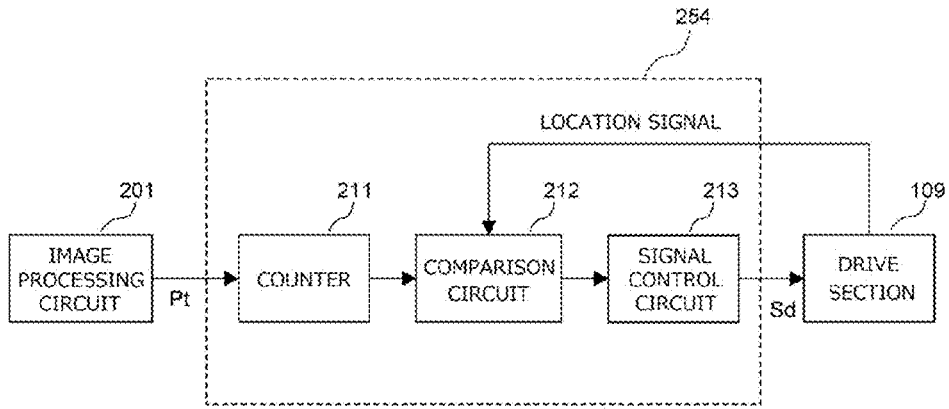 254
LOCATION SIGNAL
201
211
212
213
109
IMAGE
PROCESSING
CIRCUIT
Pt
COUNTER
COMPARISON
CIRCUIT
SIGNAL
CONTROL
CIRCUIT
Sd
DRIVE
SECTION